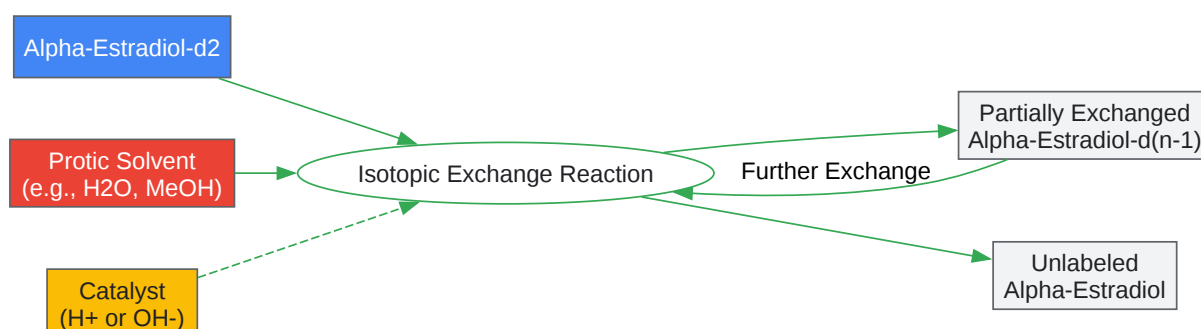 Alpha-Estradiol-d2
Protic Solvent
(e.g., H2O, MeOH)
Catalyst
(H+ or OH-)
Isotopic Exchange Reaction
Further Exchange
Partially Exchanged
Alpha-Estradiol-d(n-1)
Unlabeled
Alpha-Estradiol